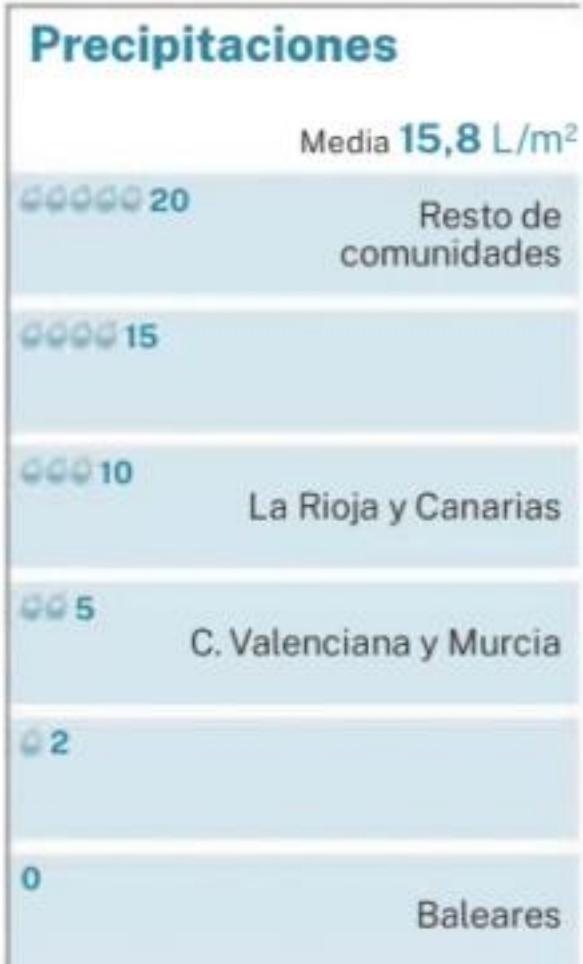 Precipitaciones
Media 15,8 L/m²
20
Resto de
comunidades
15
10
La Rioja y Canarias
5
C. Valenciana y Murcia
2
0
Baleares